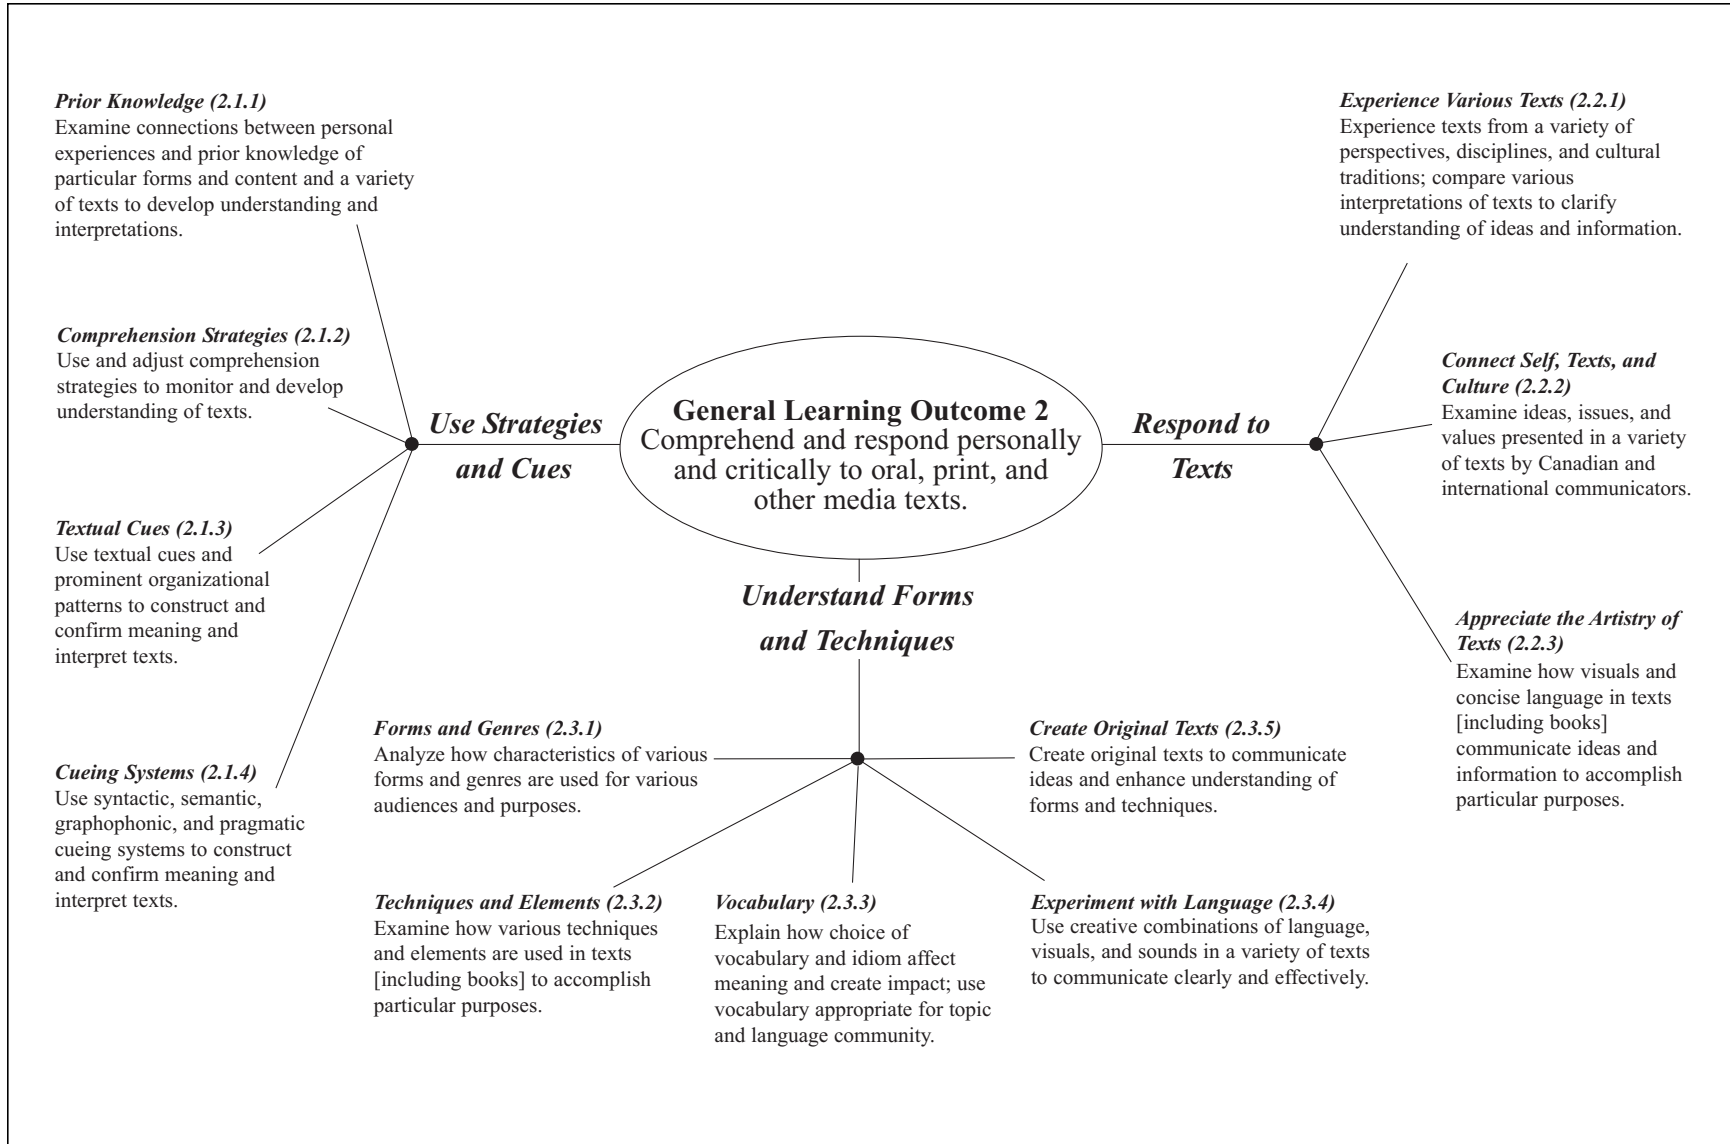 Prior Knowledge (2.1.1)
Examine connections between personal
experiences and prior knowledge of
particular forms and content and a variety
of texts to develop understanding and
interpretations.
Comprehension Strategies (2.1.2)
Use and adjust comprehension
strategies to monitor and develop
understanding of texts.
Textual Cues (2.1.3)
Use textual cues and
prominent organizational
patterns to construct and
confirm meaning and
interpret texts.
Cueing Systems (2.1.4)
Use syntactic, semantic,
graphophonic, and pragmatic
cueing systems to construct
and confirm meaning and
interpret texts.
Use Strategies
and Cues
General Learning Outcome 2
Comprehend and respond personally
and critically to oral, print, and
other media texts.
Respond to
Texts
Experience Various Texts (2.2.1)
Experience texts from a variety of
perspectives, disciplines, and cultural
traditions; compare various
interpretations of texts to clarify
understanding of ideas and information.
Connect Self, Texts, and
Culture (2.2.2)
Examine ideas, issues, and
values presented in a variety
of texts by Canadian and
international communicators.
Appreciate the Artistry of
Texts (2.2.3)
Examine how visuals and
concise language in texts
[including books]
communicate ideas and
information to accomplish
particular purposes.
Understand Forms
and Techniques
Forms and Genres (2.3.1)
Analyze how characteristics of various
forms and genres are used for various
audiences and purposes.
Techniques and Elements (2.3.2)
Examine how various techniques
and elements are used in texts
[including books] to accomplish
particular purposes.
Vocabulary (2.3.3)
Explain how choice of
vocabulary and idiom affect
meaning and create impact; use
vocabulary appropriate for topic
and language community.
Experiment with Language (2.3.4)
Use creative combinations of language,
visuals, and sounds in a variety of texts
to communicate clearly and effectively.
Create Original Texts (2.3.5)
Create original texts to communicate
ideas and enhance understanding of
forms and techniques.